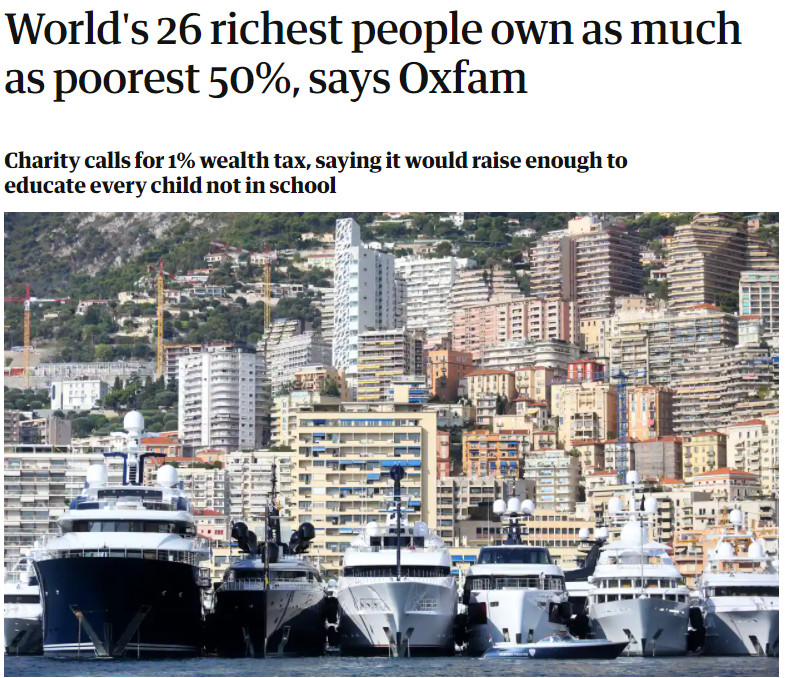 World's 26 richest people own as much
as poorest 50%, says Oxfam
Charity calls for 1% wealth tax, saying it would raise enough to
educate every child not in school